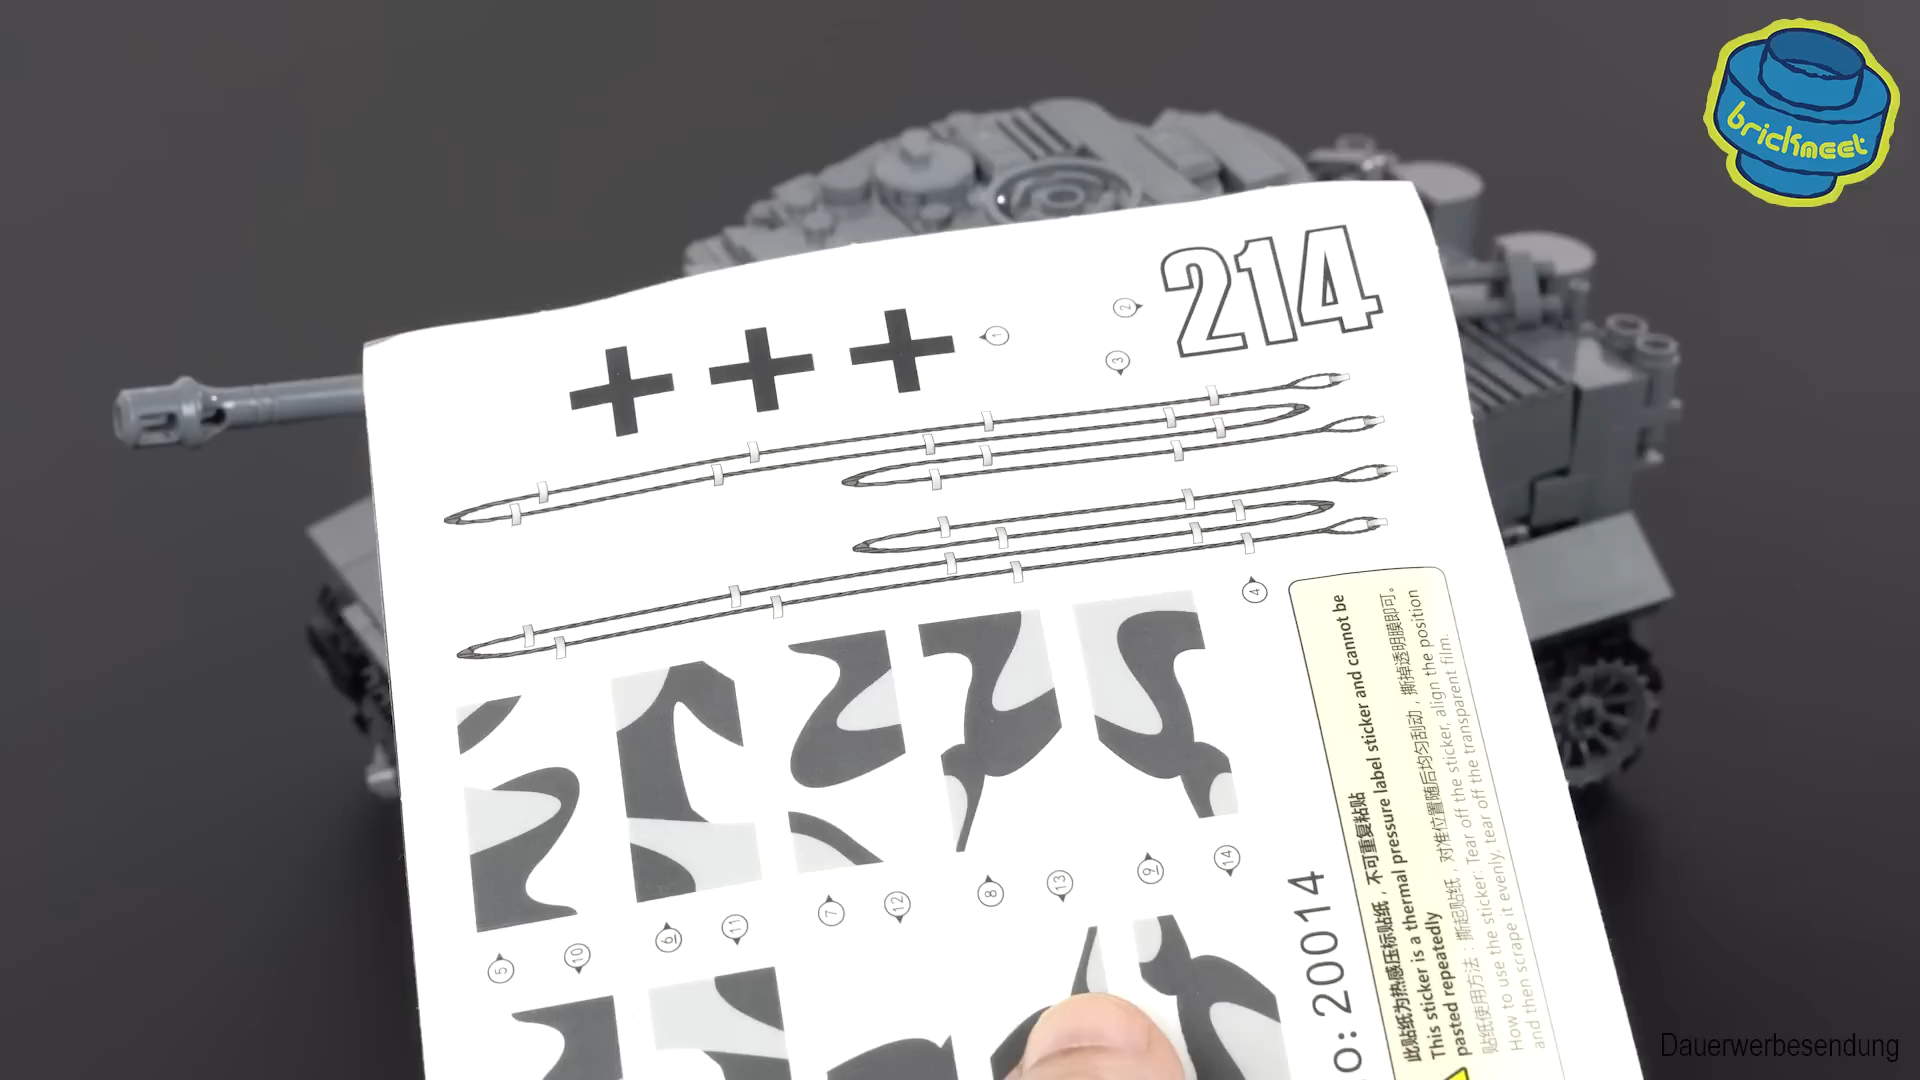 brickmeet
214
1
2
3
4
5
10
6
11
7
12
8
13
9
14
o:20014
此贴纸为热感压标贴纸，不可重复粘贴
This sticker is a thermal pressure label sticker and cannot be
pasted repeatedly
贴纸使用方法：撕起贴纸，对准位置随后均匀刮动，撕掉透明膜即可。
How to use the sticker: Tear off the sticker, align the position
and then scrape it evenly, tear off the transparent film.
Dauerwerbesendung